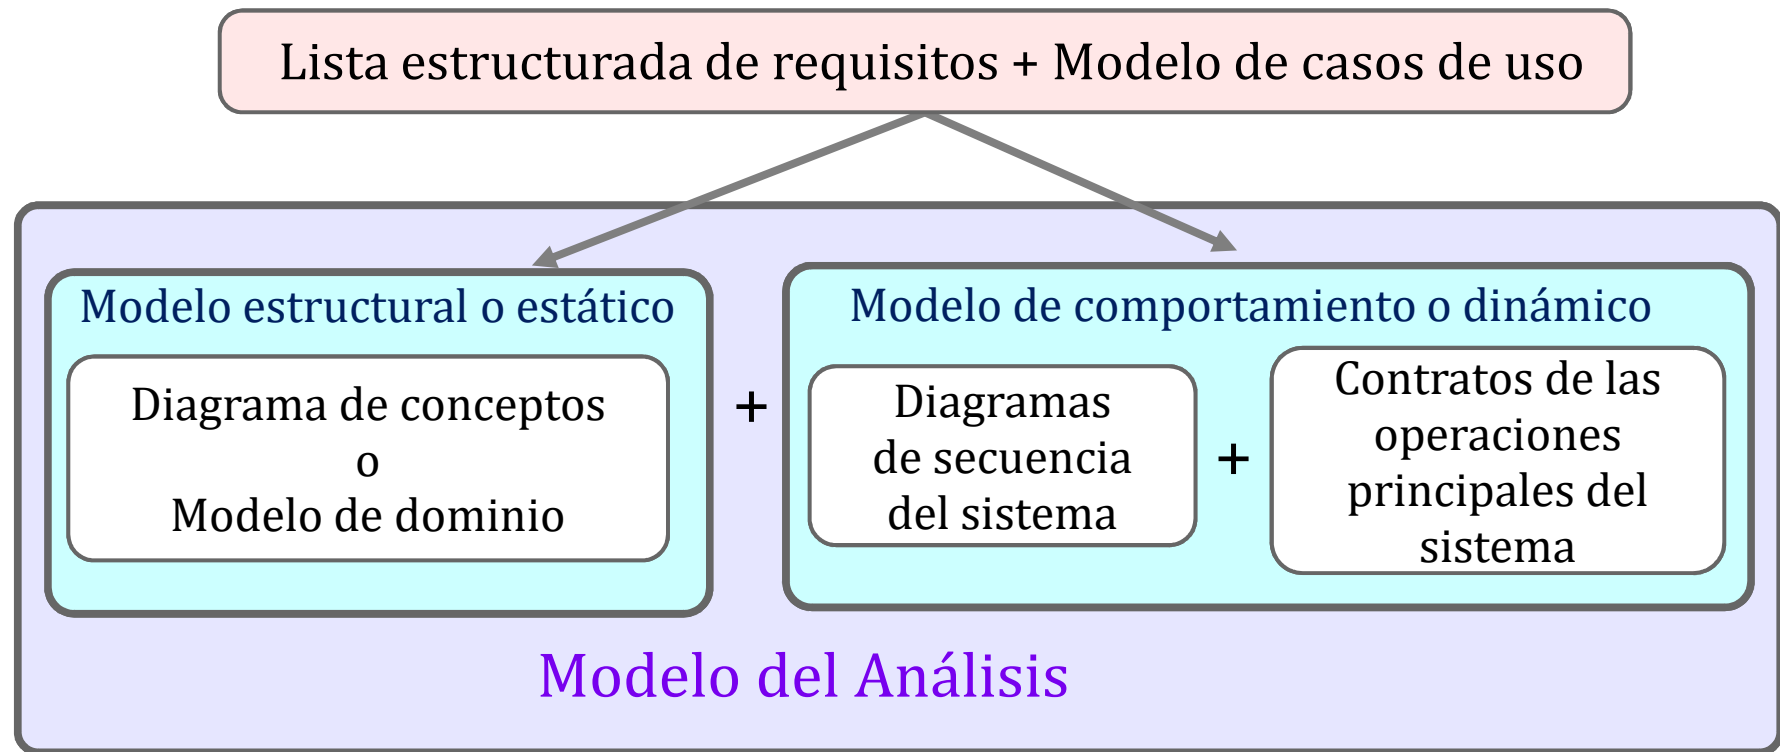 Lista estructurada de requisitos + Modelo de casos de uso
Modelo estructural o estático
Diagrama de conceptos
o
Modelo de dominio
+
Modelo de comportamiento o dinámico
Diagramas
de secuencia
del sistema
+
Contratos de las
operaciones
principales del
sistema
Modelo del Análisis